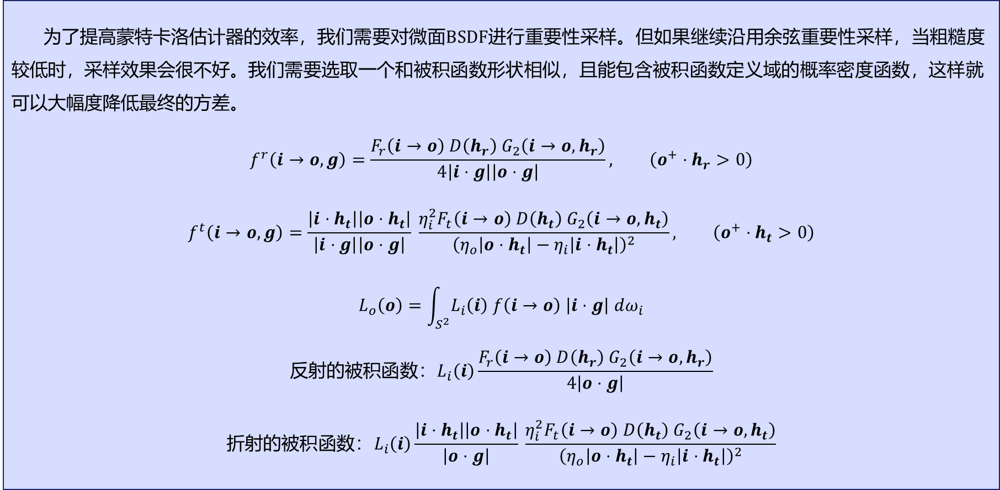 为了提高蒙特卡洛估计器的效率，我们需要对微面BSDF进行重要性采样。但如果继续沿用余弦重要性采样，当粗糙度
较低时，采样效果会很不好。我们需要选取一个和被积函数形状相似，且能包含被积函数定义域的概率密度函数，这样就
可以大幅度降低最终的方差。
$f^r(\boldsymbol{i} \to \boldsymbol{o}, \boldsymbol{g}) = \frac{F_r(\boldsymbol{i} \to \boldsymbol{o})\, D(\boldsymbol{h_r})\, G_2(\boldsymbol{i} \to \boldsymbol{o}, \boldsymbol{h_r})}{4|\boldsymbol{i} \cdot \boldsymbol{g}||\boldsymbol{o} \cdot \boldsymbol{g}|}, \quad (\boldsymbol{o}^+ \cdot \boldsymbol{h_r} > 0)$
$f^t(\boldsymbol{i} \to \boldsymbol{o}, \boldsymbol{g}) = \frac{|\boldsymbol{i} \cdot \boldsymbol{h_t}||\boldsymbol{o} \cdot \boldsymbol{h_t}|}{|\boldsymbol{i} \cdot \boldsymbol{g}||\boldsymbol{o} \cdot \boldsymbol{g}|} \frac{\eta_i^2 F_t(\boldsymbol{i} \to \boldsymbol{o})\, D(\boldsymbol{h_t})\, G_2(\boldsymbol{i} \to \boldsymbol{o}, \boldsymbol{h_t})}{(\eta_o|\boldsymbol{o} \cdot \boldsymbol{h_t}| - \eta_i|\boldsymbol{i} \cdot \boldsymbol{h_t}|)^2}, \quad (\boldsymbol{o}^+ \cdot \boldsymbol{h_t} > 0)$
$L_o(\boldsymbol{o}) = \int_{S^2} L_i(\boldsymbol{i})\, f(\boldsymbol{i} \to \boldsymbol{o})\, |\boldsymbol{i} \cdot \boldsymbol{g}|\, d\omega_i$
反射的被积函数：$L_i(\boldsymbol{i}) \frac{F_r(\boldsymbol{i} \to \boldsymbol{o})\, D(\boldsymbol{h_r})\, G_2(\boldsymbol{i} \to \boldsymbol{o}, \boldsymbol{h_r})}{4|\boldsymbol{o} \cdot \boldsymbol{g}|}$
折射的被积函数：$L_i(\boldsymbol{i}) \frac{|\boldsymbol{i} \cdot \boldsymbol{h_t}||\boldsymbol{o} \cdot \boldsymbol{h_t}|}{|\boldsymbol{o} \cdot \boldsymbol{g}|} \frac{\eta_i^2 F_t(\boldsymbol{i} \to \boldsymbol{o})\, D(\boldsymbol{h_t})\, G_2(\boldsymbol{i} \to \boldsymbol{o}, \boldsymbol{h_t})}{(\eta_o|\boldsymbol{o} \cdot \boldsymbol{h_t}| - \eta_i|\boldsymbol{i} \cdot \boldsymbol{h_t}|)^2}$